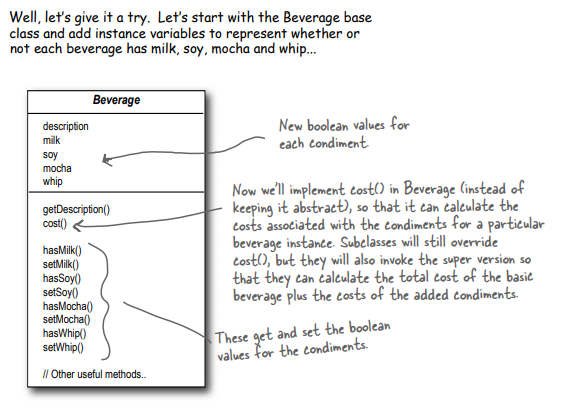 Well, let's give it a try. Let's start with the Beverage base
class and add instance variables to represent whether or
not each beverage has milk, soy, mocha and whip...
Beverage
description
milk
soy
mocha
whip
New boolean values for
each condiment.
getDescription()
cost()
Now we'll implement cost() in Beverage (instead of
keeping it abstract), so that it can calculate the
costs associated with the condiments for a particular
beverage instance. Subclasses will still override
cost(), but they will also invoke the super version so
that they can calculate the total cost of the basic
beverage plus the costs of the added condiments.
hasMilk()
setMilk()
hasSoy()
setSoy()
hasMocha()
setMocha()
hasWhip()
setWhip()
These get and set the boolean
values for the condiments.
// Other useful methods..